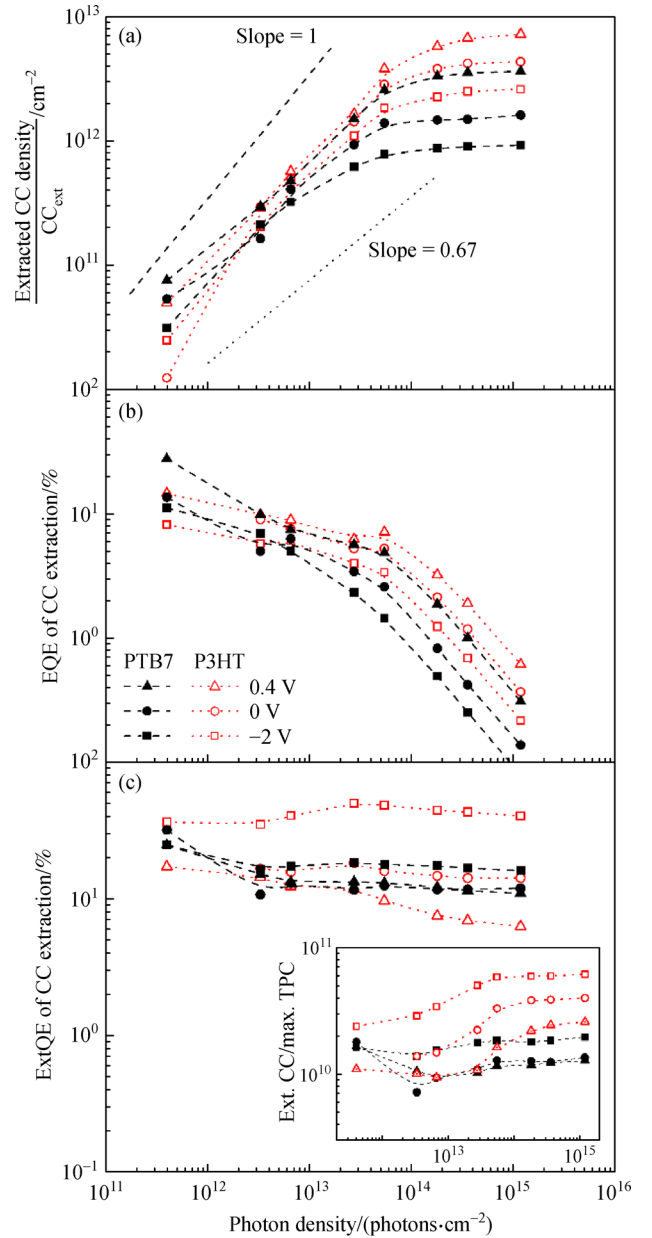 (a)
10^13
10^12
10^11
10^2
Extracted CC density
CC_ext
/cm^−2
Slope = 1
Slope = 0.67
(b)
10^1
10^0
10^2
EQE of CC extraction/%
PTB7 P3HT
0.4 V
0 V
−2 V
(c)
10^1
10^0
10^−1
ExtQE of CC extraction/%
10^11
10^10
Ext. CC/max. TPC
10^13 10^15
10^11 10^12 10^13 10^14 10^15 10^16
Photon density/(photons·cm^−2)